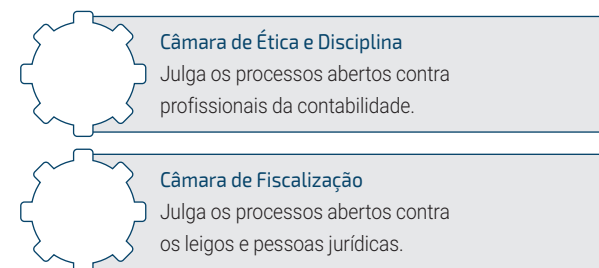 Câmara de Ética e Disciplina
Julga os processos abertos contra
profissionais da contabilidade.
Câmara de Fiscalização
Julga os processos abertos contra
os leigos e pessoas jurídicas.